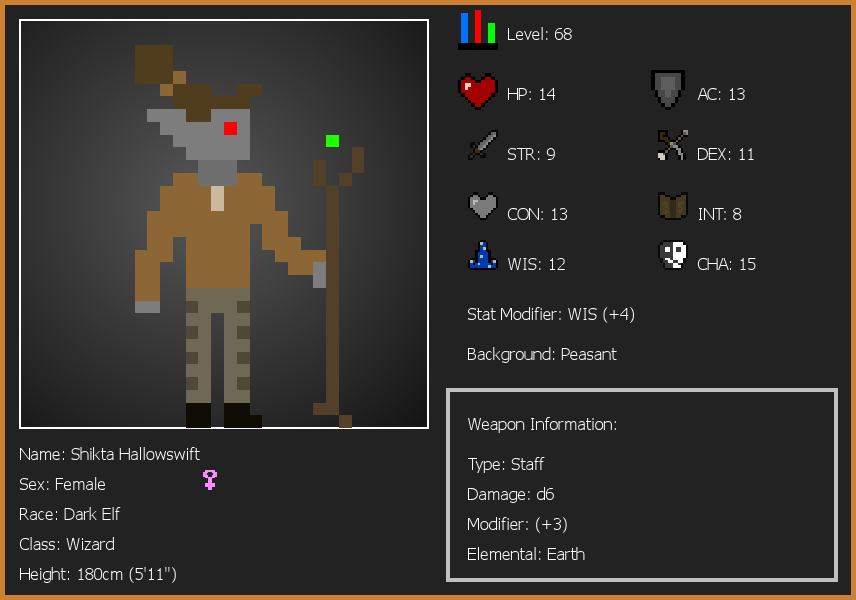 Level: 68
HP: 14
AC: 13
STR: 9
DEX: 11
CON: 13
INT: 8
WIS: 12
CHA: 15
Stat Modifier: WIS (+4)
Background: Peasant
Weapon Information:
Type: Staff
Damage: d6
Modifier: (+3)
Elemental: Earth
Name: Shikta Hallowswift
Sex: Female
Race: Dark Elf
Class: Wizard
Height: 180cm (5'11")